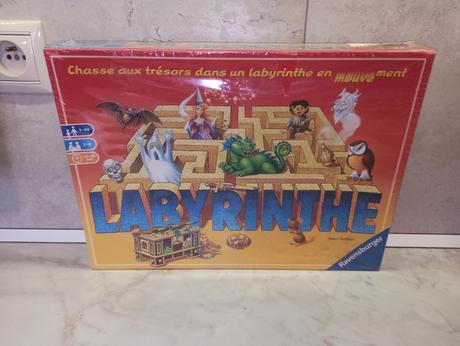 Chasse aux trésors dans un labyrinthe en mouvement
LABYRINTHE
Ravensburger